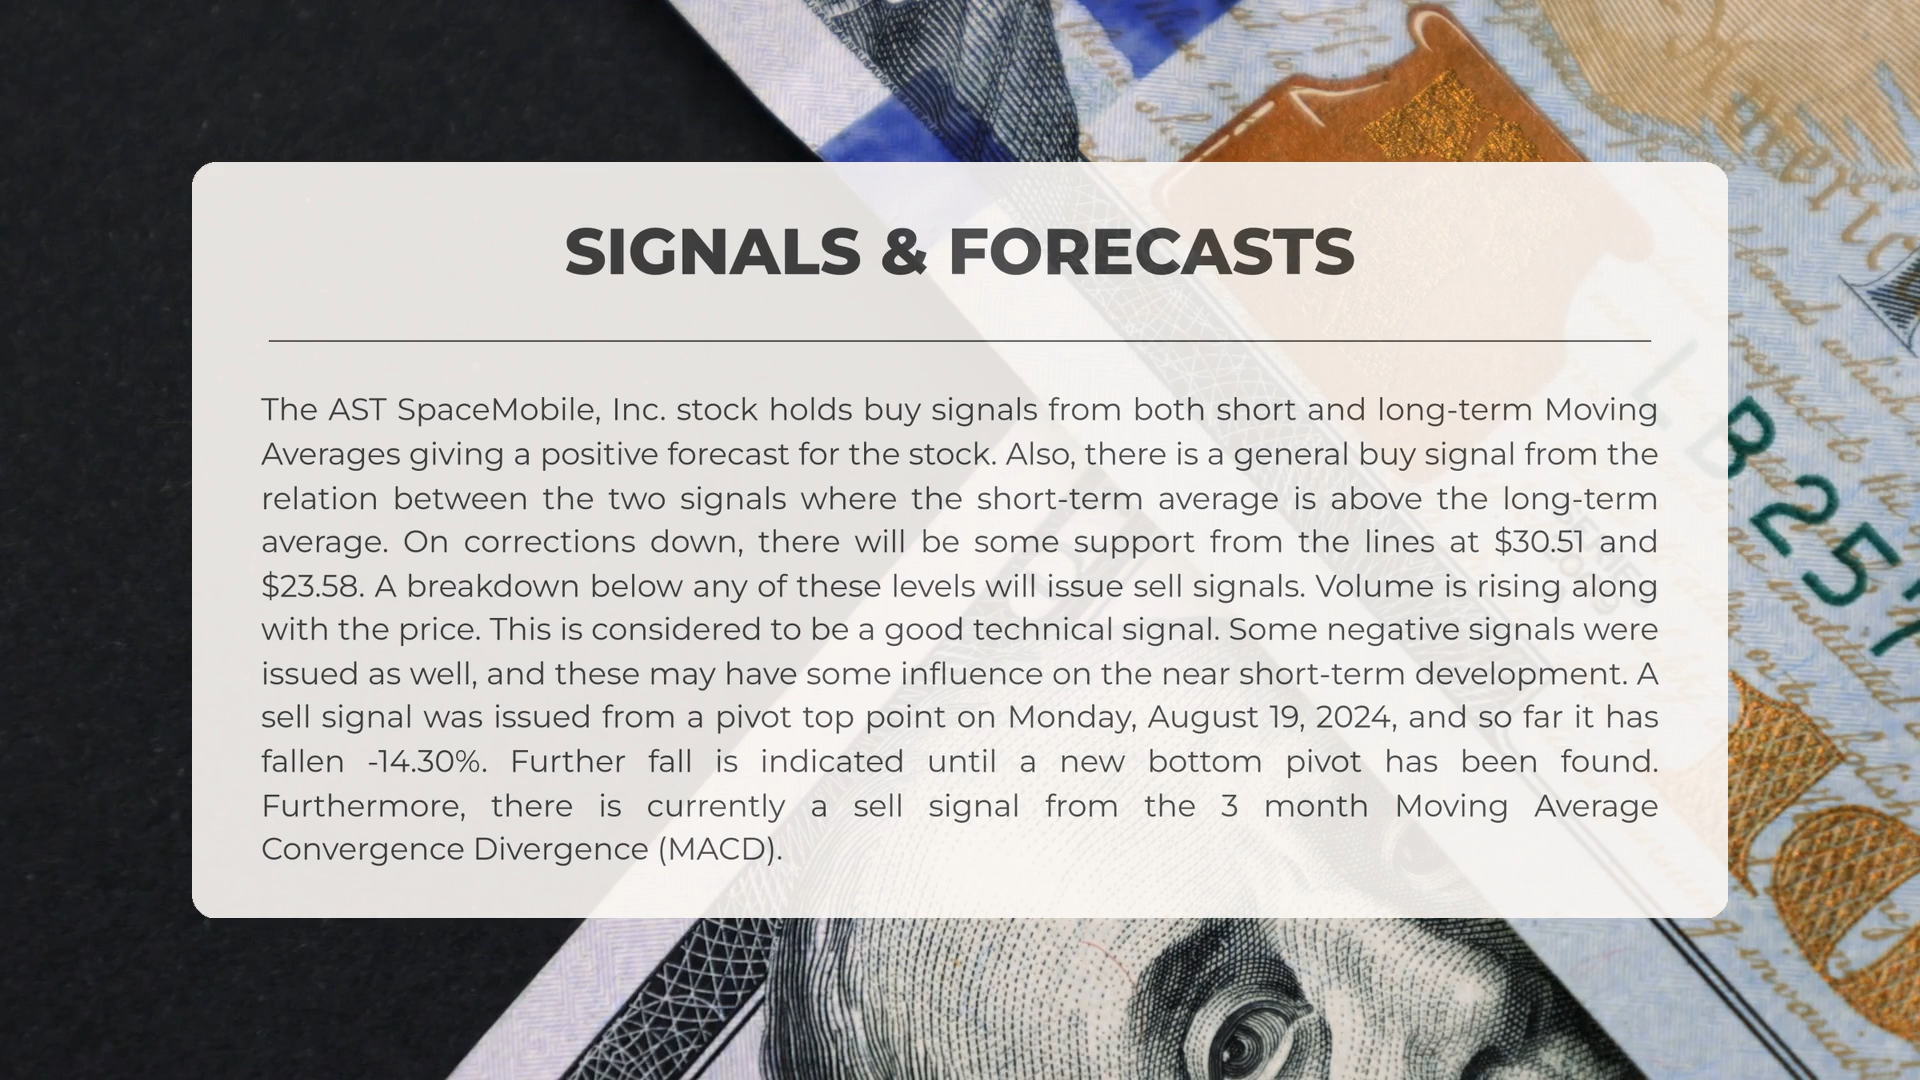 SIGNALS & FORECASTS
The AST SpaceMobile, Inc. stock holds buy signals from both short and long-term Moving
Averages giving a positive forecast for the stock. Also, there is a general buy signal from the
relation between the two signals where the short-term average is above the long-term
average. On corrections down, there will be some support from the lines at $30.51 and
$23.58. A breakdown below any of these levels will issue sell signals. Volume is rising along
with the price. This is considered to be a good technical signal. Some negative signals were
issued as well, and these may have some influence on the near short-term development. A
sell signal was issued from a pivot top point on Monday, August 19, 2024, and so far it has
fallen -14.30%. Further fall is indicated until a new bottom pivot has been found.
Furthermore, there is currently a sell signal from the 3 month Moving Average
Convergence Divergence (MACD).
LB257